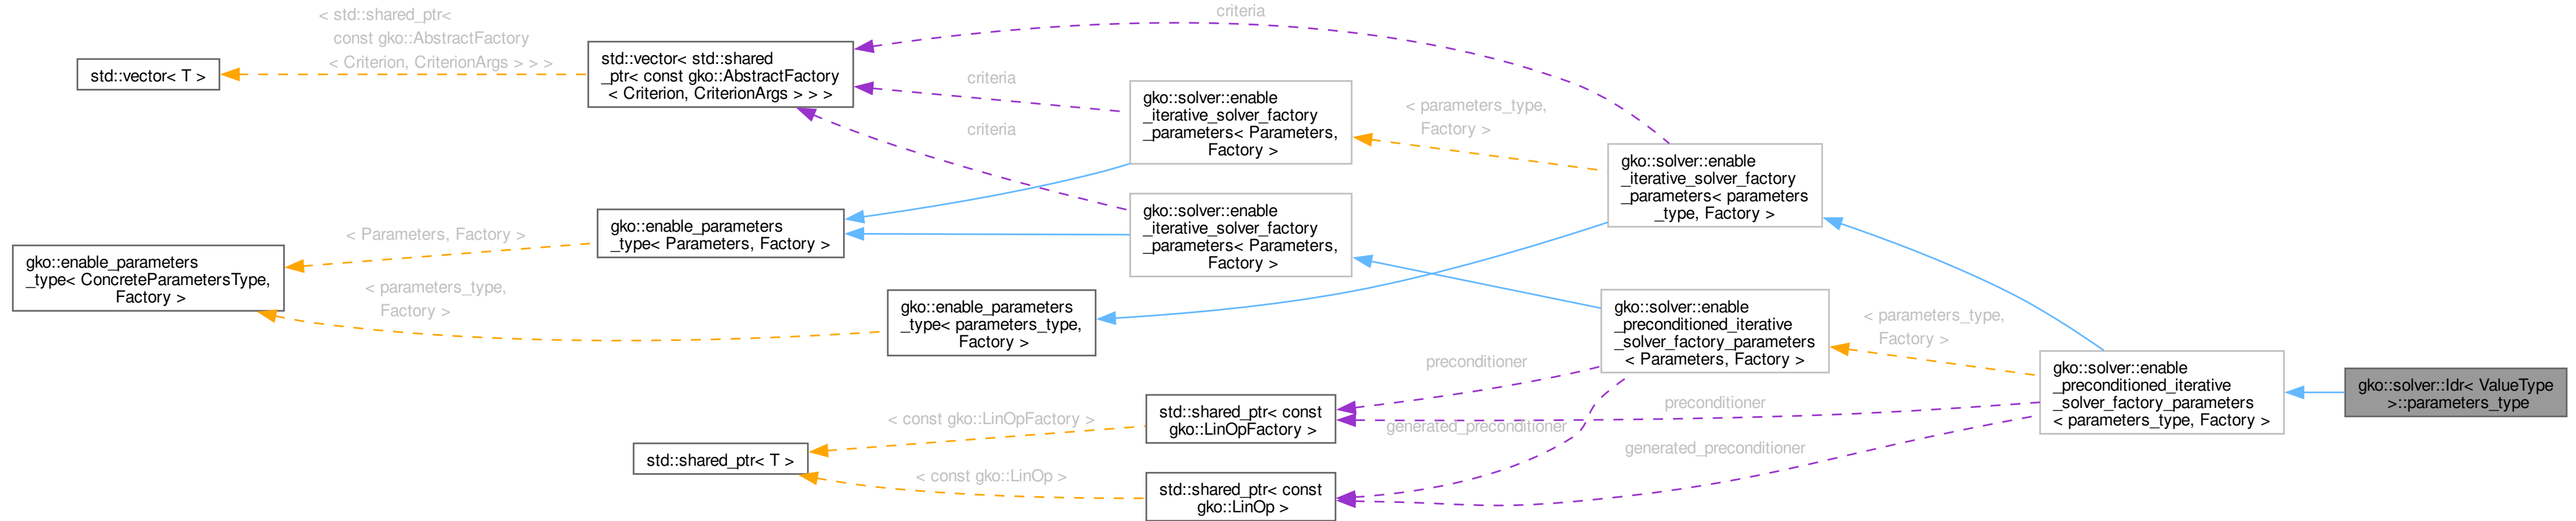 std::vector< T >
< std::shared_ptr<
const gko::AbstractFactory
< Criterion, CriterionArgs > > >
std::vector< std::shared
_ptr< const gko::AbstractFactory
< Criterion, CriterionArgs > > >
criteria
criteria
criteria
gko::solver::enable
_iterative_solver_factory
_parameters< Parameters,
Factory >
< parameters_type,
Factory >
gko::solver::enable
_iterative_solver_factory
_parameters< parameters
_type, Factory >
gko::enable_parameters
_type< ConcreteParametersType,
Factory >
< Parameters, Factory >
gko::enable_parameters
_type< Parameters, Factory >
gko::solver::enable
_iterative_solver_factory
_parameters< Parameters,
Factory >
< parameters_type,
Factory >
gko::enable_parameters
_type< parameters_type,
Factory >
gko::solver::enable
_preconditioned_iterative
_solver_factory_parameters
< Parameters, Factory >
< parameters_type,
Factory >
gko::solver::enable
_preconditioned_iterative
_solver_factory_parameters
< parameters_type, Factory >
gko::solver::Idr< ValueType
>::parameters_type
preconditioner
preconditioner
generated_preconditioner
generated_preconditioner
std::shared_ptr< T >
< const gko::LinOpFactory >
std::shared_ptr< const
gko::LinOpFactory >
< const gko::LinOp >
std::shared_ptr< const
gko::LinOp >